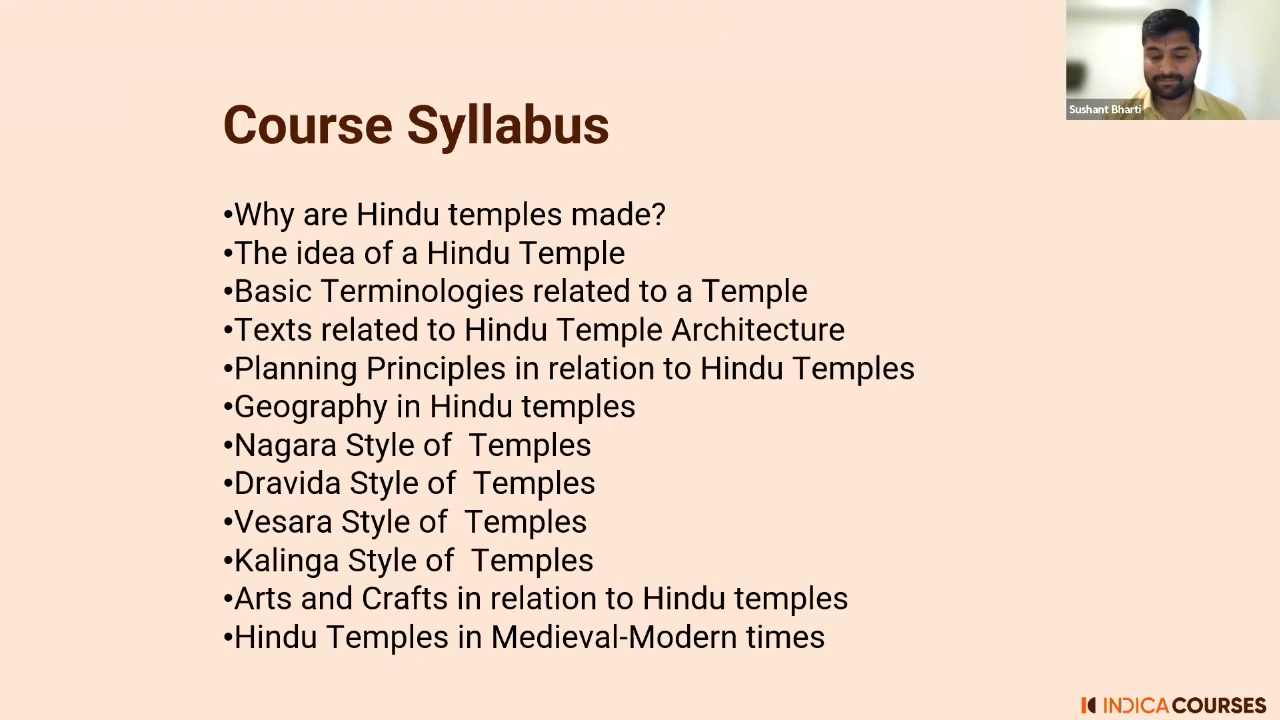 Sushant Bharti
Course Syllabus
•Why are Hindu temples made?
•The idea of a Hindu Temple
•Basic Terminologies related to a Temple
•Texts related to Hindu Temple Architecture
•Planning Principles in relation to Hindu Temples
•Geography in Hindu temples
•Nagara Style of  Temples
•Dravida Style of  Temples
•Vesara Style of  Temples
•Kalinga Style of  Temples
•Arts and Crafts in relation to Hindu temples
•Hindu Temples in Medieval-Modern times
INDICA COURSES